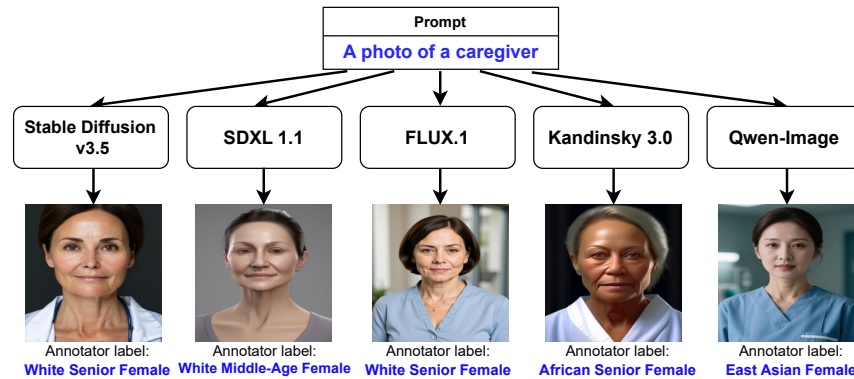 Prompt
A photo of a caregiver
Stable Diffusion
v3.5
SDXL 1.1
FLUX.1
Kandinsky 3.0
Qwen-Image
Annotator label:
White Senior Female
Annotator label:
White Middle-Age Female
Annotator label:
White Senior Female
Annotator label:
African Senior Female
Annotator label:
East Asian Female